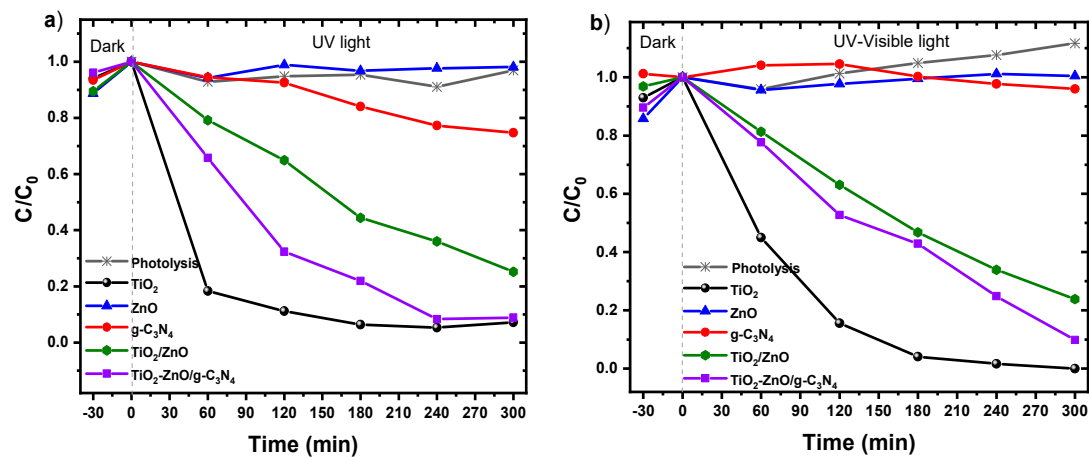 a)
Dark
UV light
1.0
0.8
0.6
0.4
0.2
0.0
C/C₀
Photolysis
TiO₂
ZnO
g-C₃N₄
TiO₂/ZnO
TiO₂-ZnO/g-C₃N₄
-30 0 30 60 90 120 150 180 210 240 270 300
Time (min)
b)
Dark
UV-Visible light
1.0
0.8
0.6
0.4
0.2
0.0
C/C₀
Photolysis
TiO₂
ZnO
g-C₃N₄
TiO₂/ZnO
TiO₂-ZnO/g-C₃N₄
-30 0 30 60 90 120 150 180 210 240 270 300
Time (min)